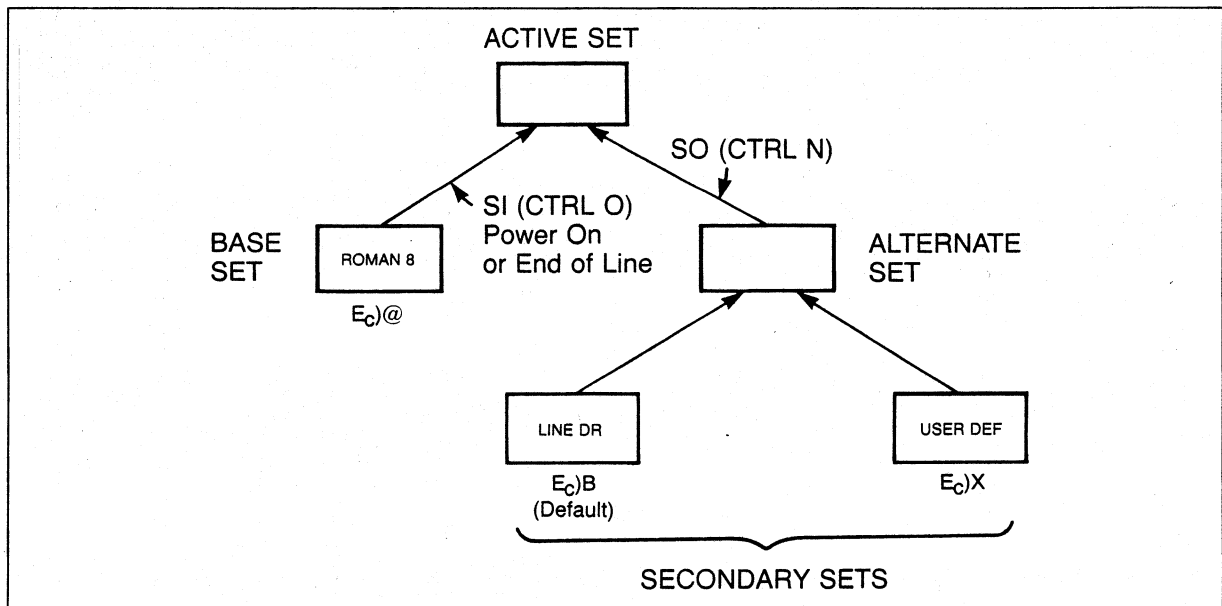 ACTIVE SET
SO (CTRL N)
SI (CTRL O)
Power On
or End of Line
BASE
SET
ROMAN 8
ALTERNATE
SET
EC)@
LINE DR
USER DEF
EC)B
(Default)
EC)X
SECONDARY SETS